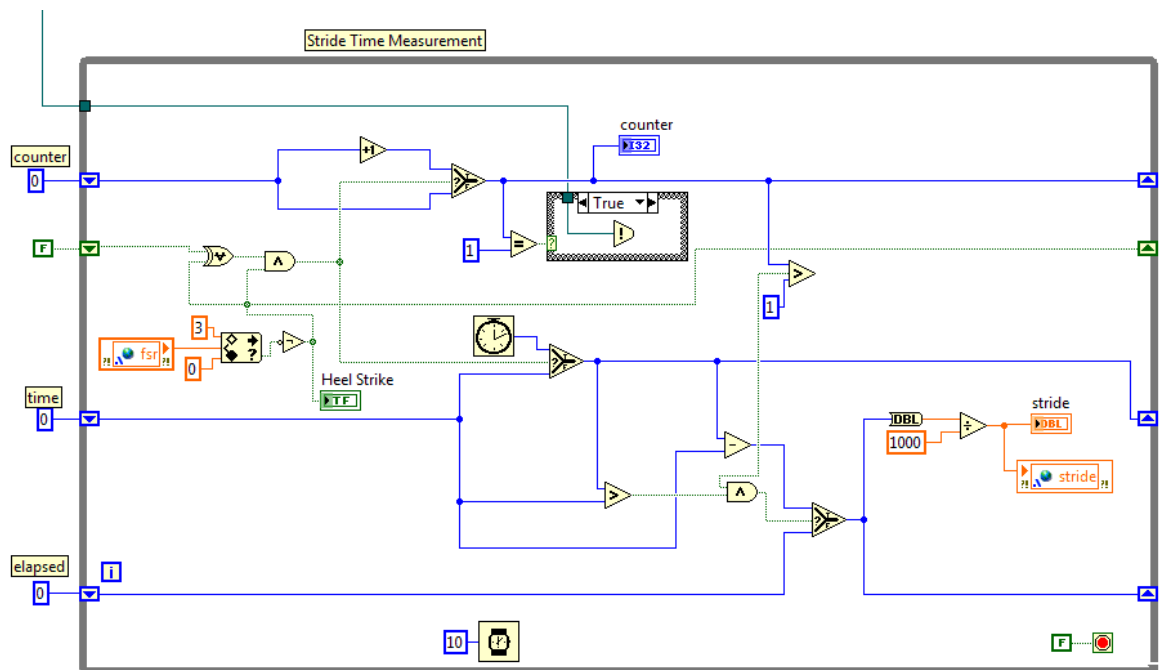 Stride Time Measurement
counter
0
+1
counter
I32
True
1
=
?
!
F
>
1
3
fsr
0
?
Heel Strike
TF
time
0
DBL
1000
÷
stride
DBL
stride
-
>
elapsed
0
i
10
F